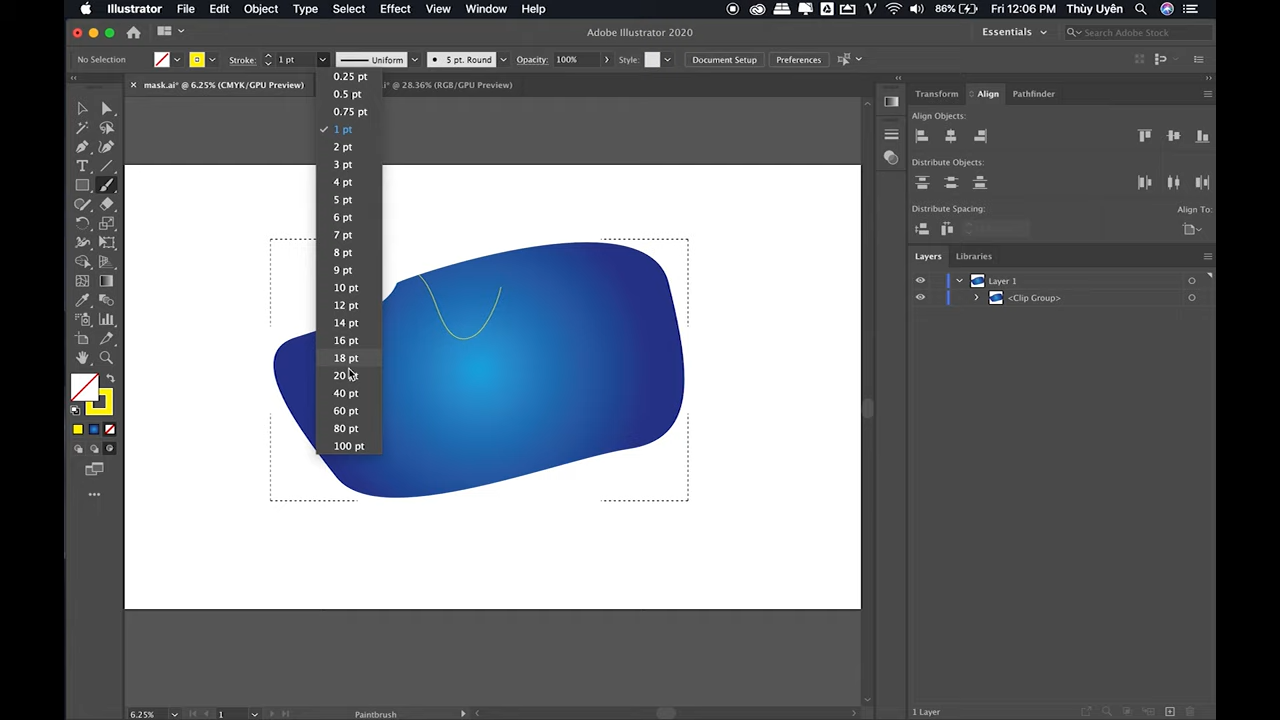 Illustrator File Edit Object Type Select Effect View Window Help 86% Fri 12:06 PM Thùy Uyên
Adobe Illustrator 2020
Essentials
Search Adobe Stock
No Selection
Stroke: 1 pt
Uniform
5 pt. Round
Opacity: 100%
Style:
Document Setup
Preferences
mask.ai* @ 6.25% (CMYK/GPU Preview)
* @ 28.36% (RGB/GPU Preview)
0.25 pt
0.5 pt
0.75 pt
1 pt
2 pt
3 pt
4 pt
5 pt
6 pt
7 pt
8 pt
9 pt
10 pt
12 pt
14 pt
16 pt
18 pt
20 pt
40 pt
60 pt
80 pt
100 pt
Transform
Align
Pathfinder
Align Objects:
Distribute Objects:
Distribute Spacing:
Align To:
Layers
Libraries
Layer 1
<Clip Group>
6.25%
1
Paintbrush
1 Layer